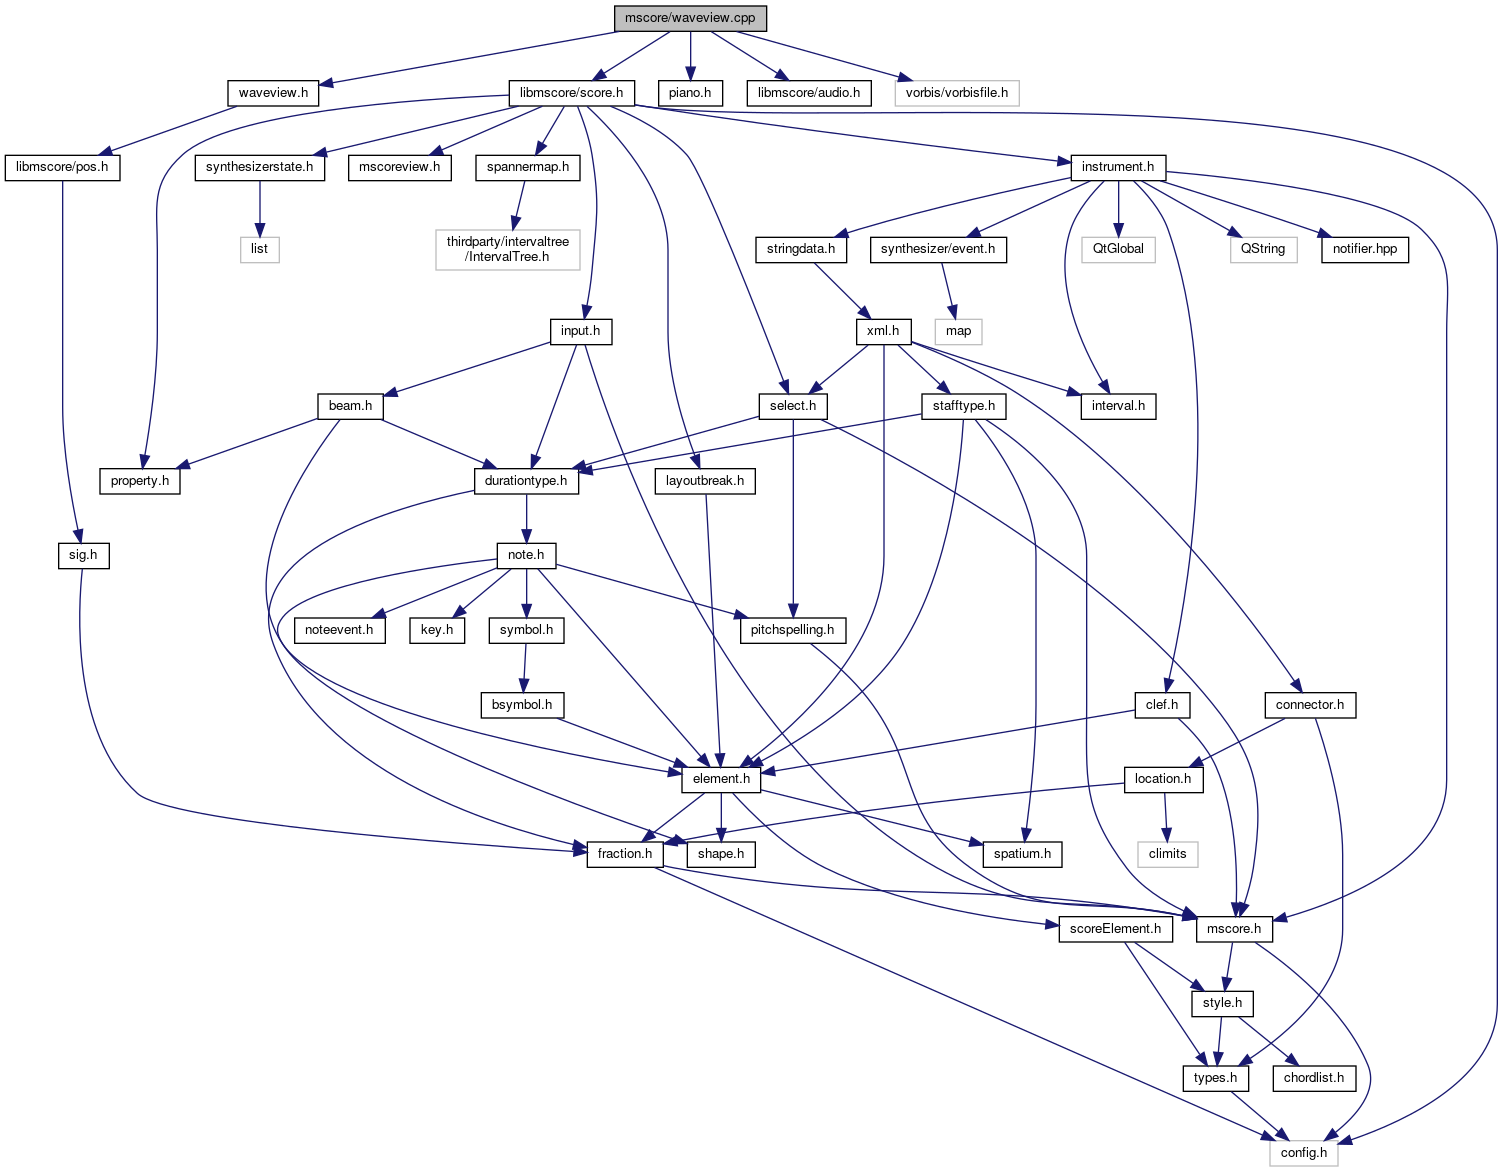 mscore/waveview.cpp
waveview.h
libmscore/score.h
piano.h
libmscore/audio.h
vorbis/vorbisfile.h
libmscore/pos.h
synthesizerstate.h
mscoreview.h
spannermap.h
instrument.h
list
thirdparty/intervaltree
/IntervalTree.h
stringdata.h
synthesizer/event.h
QtGlobal
QString
notifier.hpp
input.h
xml.h
map
beam.h
select.h
stafftype.h
interval.h
property.h
durationtype.h
layoutbreak.h
sig.h
note.h
noteevent.h
key.h
symbol.h
pitchspelling.h
bsymbol.h
clef.h
connector.h
element.h
location.h
fraction.h
shape.h
spatium.h
climits
scoreElement.h
mscore.h
style.h
types.h
chordlist.h
config.h